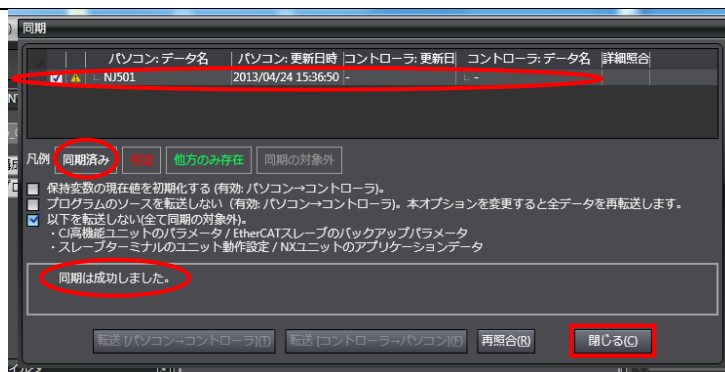 同期
パソコン: データ名 パソコン: 更新日時 コントローラ: 更新日 コントローラ: データ名 詳細照合
NJ501 2013/04/24 15:36:50 - -
凡例 同期済み 相違 他方のみ存在 同期の対象外
保持変数の現在値を初期化する (有効: パソコン→コントローラ)。
プログラムのソースを転送しない (有効: パソコン→コントローラ)。本オプションを変更すると全データを再転送します。
以下を転送しない(全て同期の対象外)。
・CJ高機能ユニットのパラメータ / EtherCATスレーブのバックアップパラメータ
・スレーブターミナルのユニット動作設定 / NXユニットのアプリケーションデータ
同期は成功しました。
転送 [パソコン→コントローラ](T) 転送 [コントローラ→パソコン](F) 再照合(R) 閉じる(C)